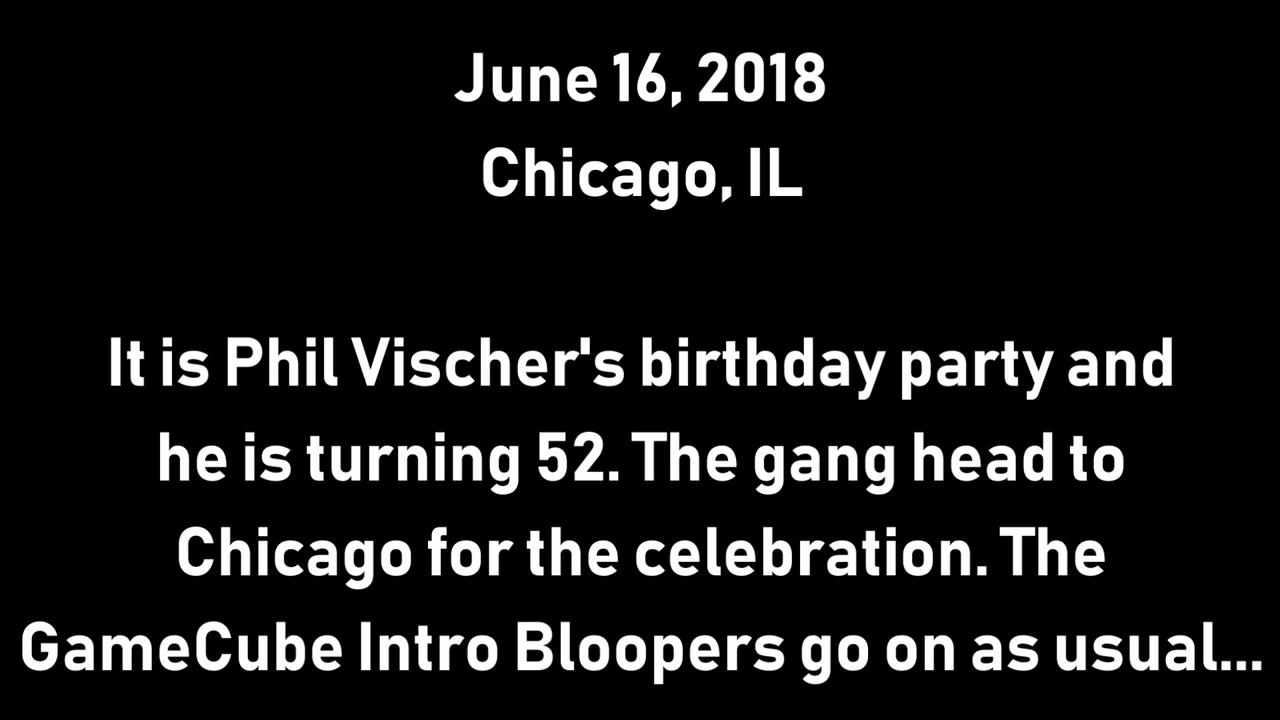 June 16, 2018
Chicago, IL
It is Phil Vischer's birthday party and
he is turning 52. The gang head to
Chicago for the celebration. The
GameCube Intro Bloopers go on as usual...